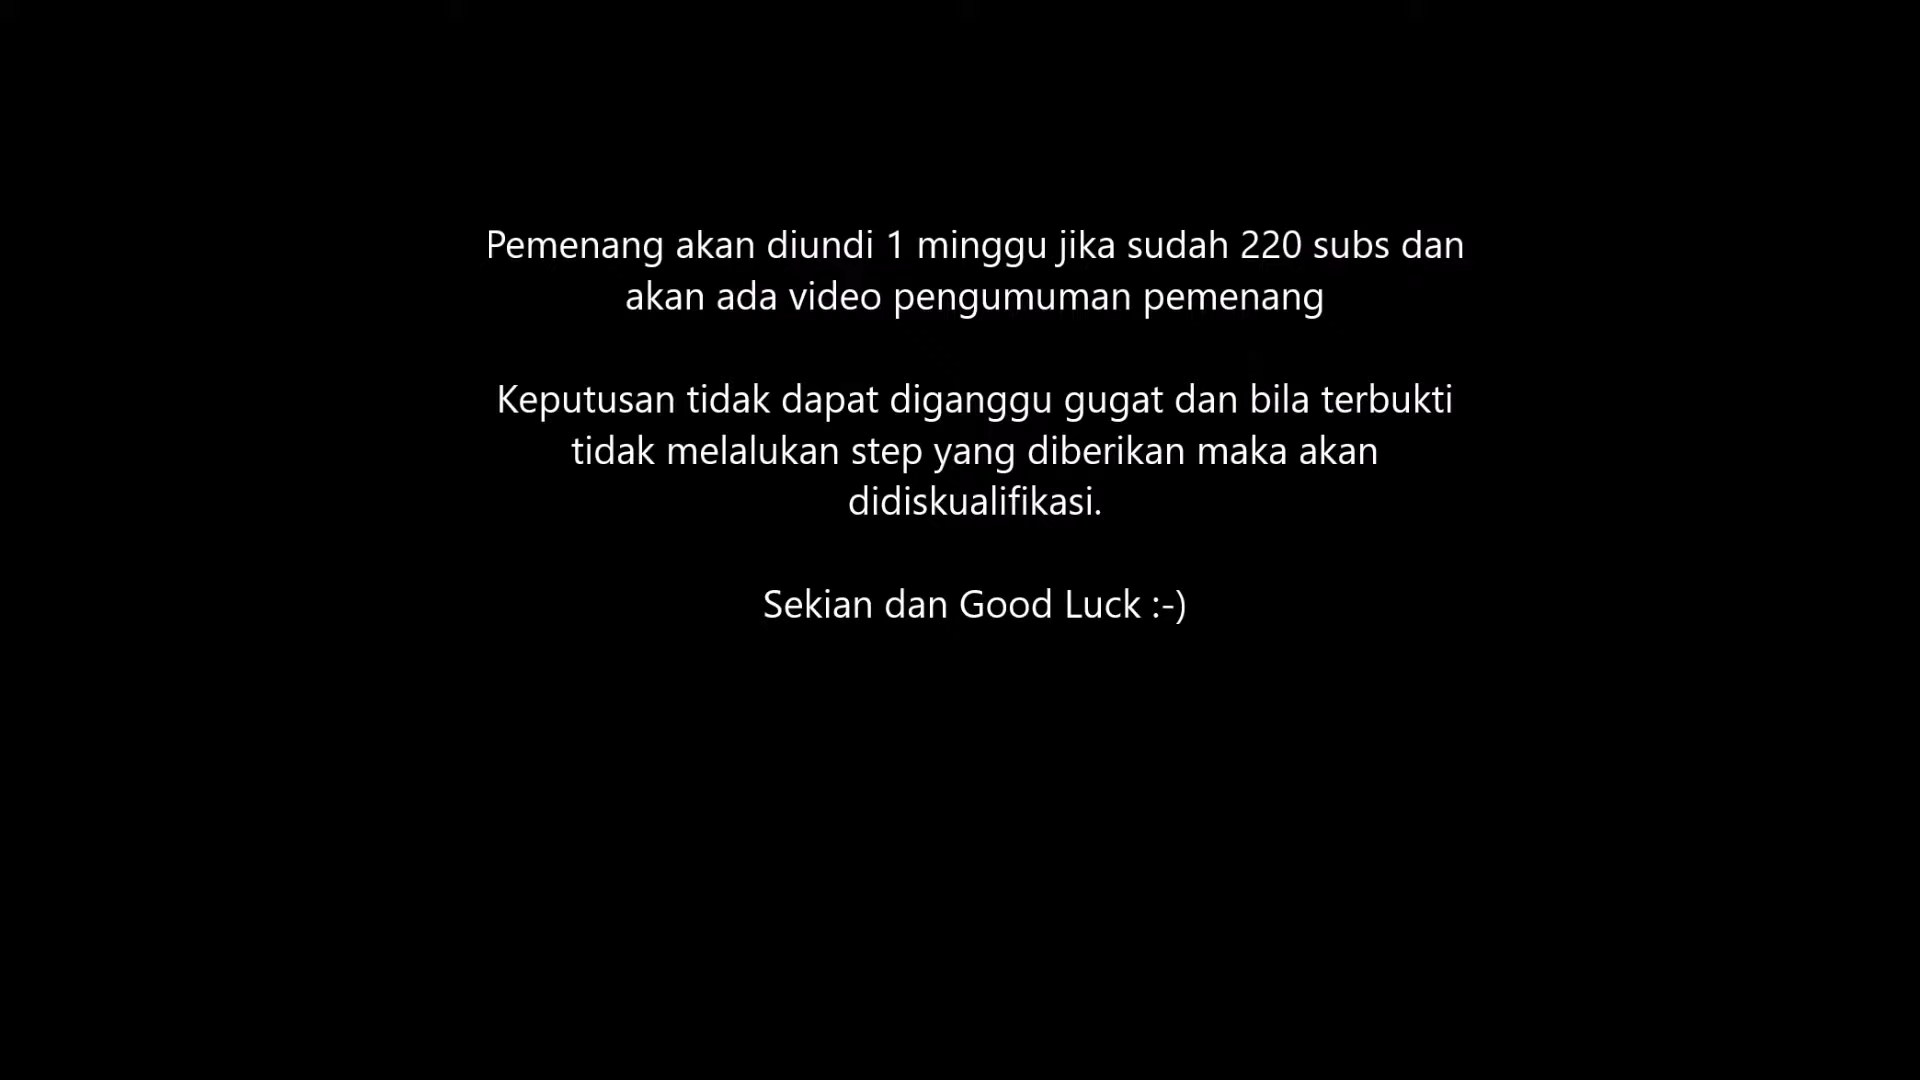 Pemenang akan diundi 1 minggu jika sudah 220 subs dan
akan ada video pengumuman pemenang
Keputusan tidak dapat diganggu gugat dan bila terbukti
tidak melalukan step yang diberikan maka akan
didiskualifikasi.
Sekian dan Good Luck :-)